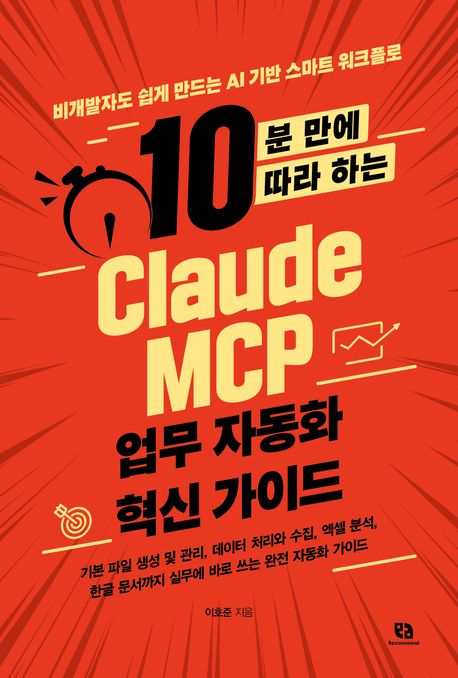 비개발자도 쉽게 만드는 AI 기반 스마트 워크플로
10분 만에
따라 하는
Claude
MCP
업무 자동화
혁신 가이드
기본 파일 생성 및 관리, 데이터 처리와 수집, 엑셀 분석,
한글 문서까지 실무에 바로 쓰는 완전 자동화 가이드
이호준 지음
Re:commend